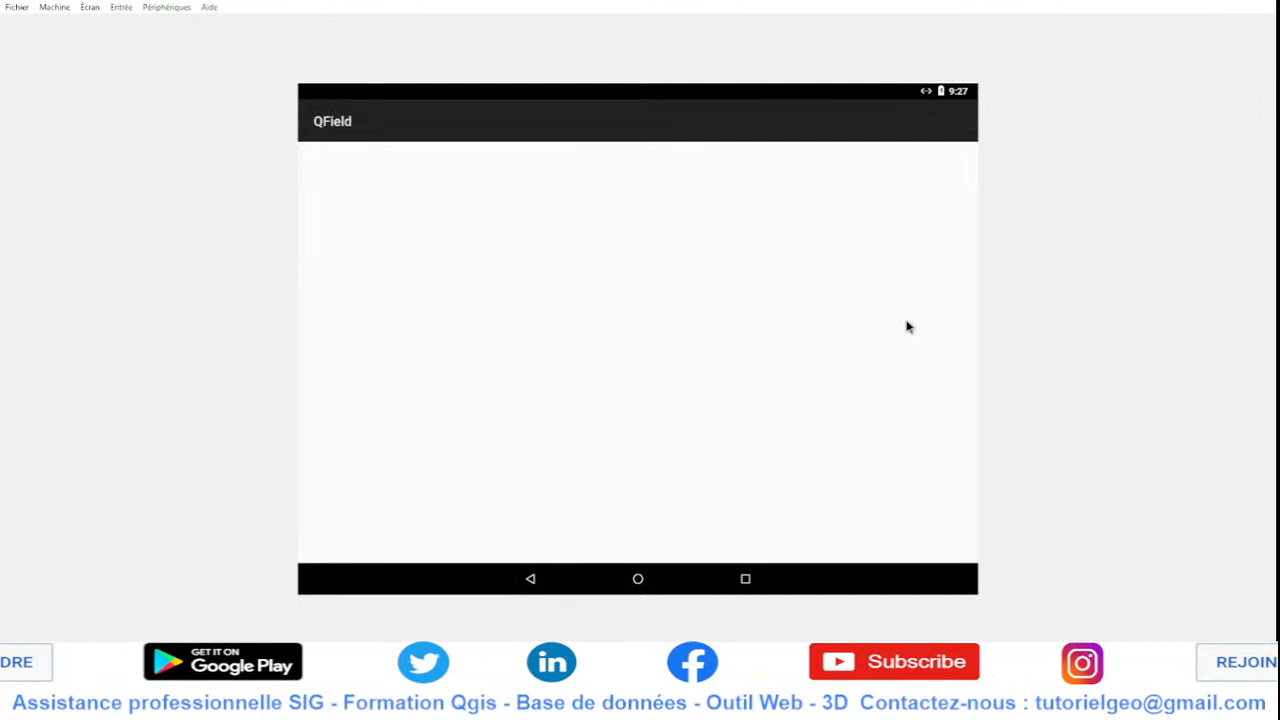 Fichier Machine Écran Entrée Périphériques Aide
9:27
QField
DRE
GET IT ON
Google Play
in
Subscribe
REJOIN
Assistance professionnelle SIG - Formation Qgis - Base de données - Outil Web - 3D Contactez-nous : tutorielgeo@gmail.com